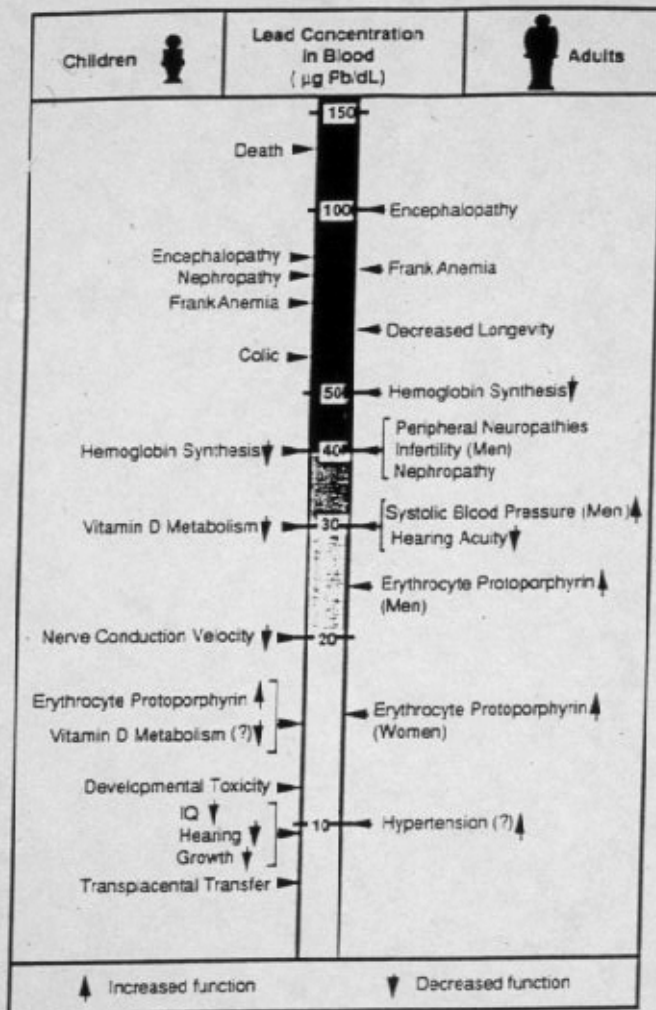 Children
Lead Concentration
in Blood
( µg Pb/dL)
Adults
150
Death
100
Encephalopathy
Encephalopathy
Nephropathy
Frank Anemia
Frank Anemia
Decreased Longevity
Colic
50
Hemoglobin Synthesis
Peripheral Neuropathies
Hemoglobin Synthesis
40
Infertility (Men)
Nephropathy
Systolic Blood Pressure (Men)
Vitamin D Metabolism
30
Hearing Acuity
Erythrocyte Protoporphyrin
(Men)
Nerve Conduction Velocity
20
Erythrocyte Protoporphyrin
Vitamin D Metabolism (?)
Erythrocyte Protoporphyrin
(Women)
Developmental Toxicity
IQ
Hearing
Growth
10
Hypertension (?)
Transplacental Transfer
Increased function
Decreased function